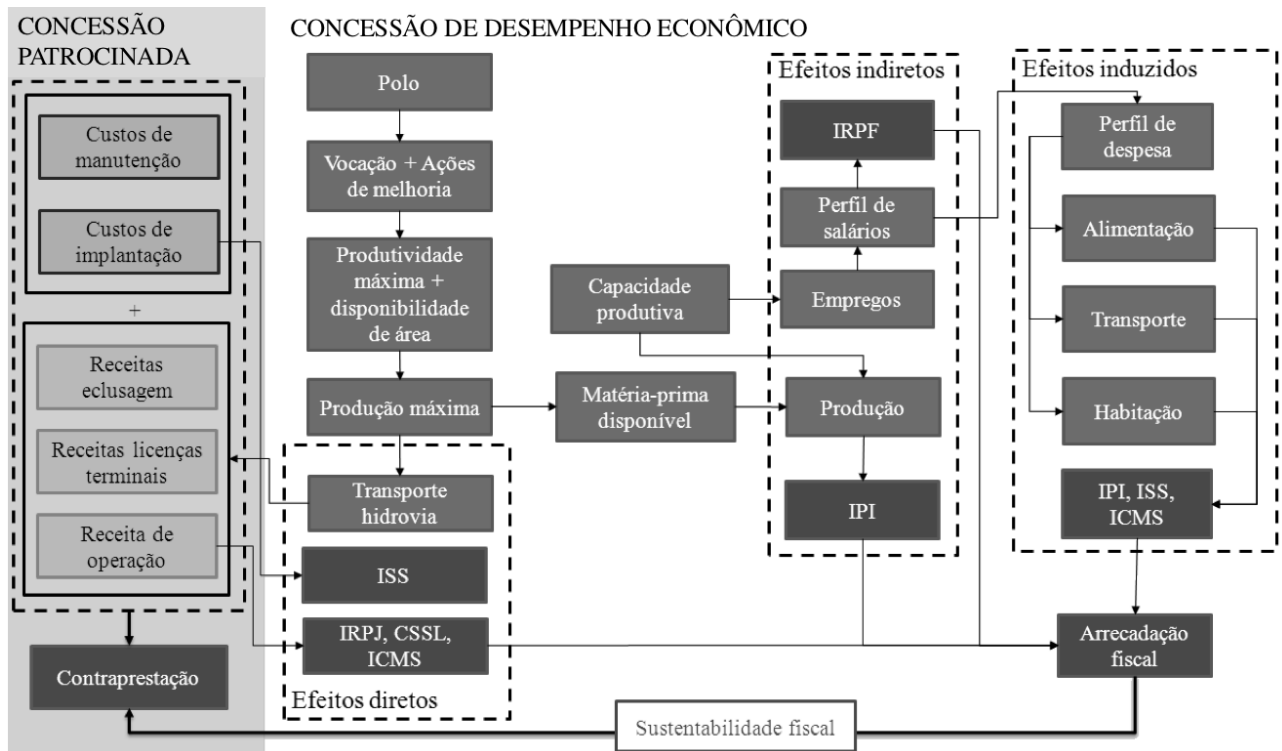 CONCESSÃO
PATROCINADA
Custos de
manutenção
Custos de
implantação
+
Receitas
eclusagem
Receitas licenças
terminais
Receita de
operação
Contraprestação
CONCESSÃO DE DESEMPENHO ECONÔMICO
Polo
Vocação + Ações
de melhoria
Produtividade
máxima +
disponibilidade
de área
Produção máxima
Transporte
hidrovia
ISS
IRPJ, CSSL,
ICMS
Efeitos diretos
Capacidade
produtiva
Matéria-prima
disponível
Efeitos indiretos
IRPF
Perfil de
salários
Empregos
Produção
IPI
Efeitos induzidos
Perfil de
despesa
Alimentação
Transporte
Habitação
IPI, ISS,
ICMS
Arrecadação
fiscal
Sustentabilidade fiscal